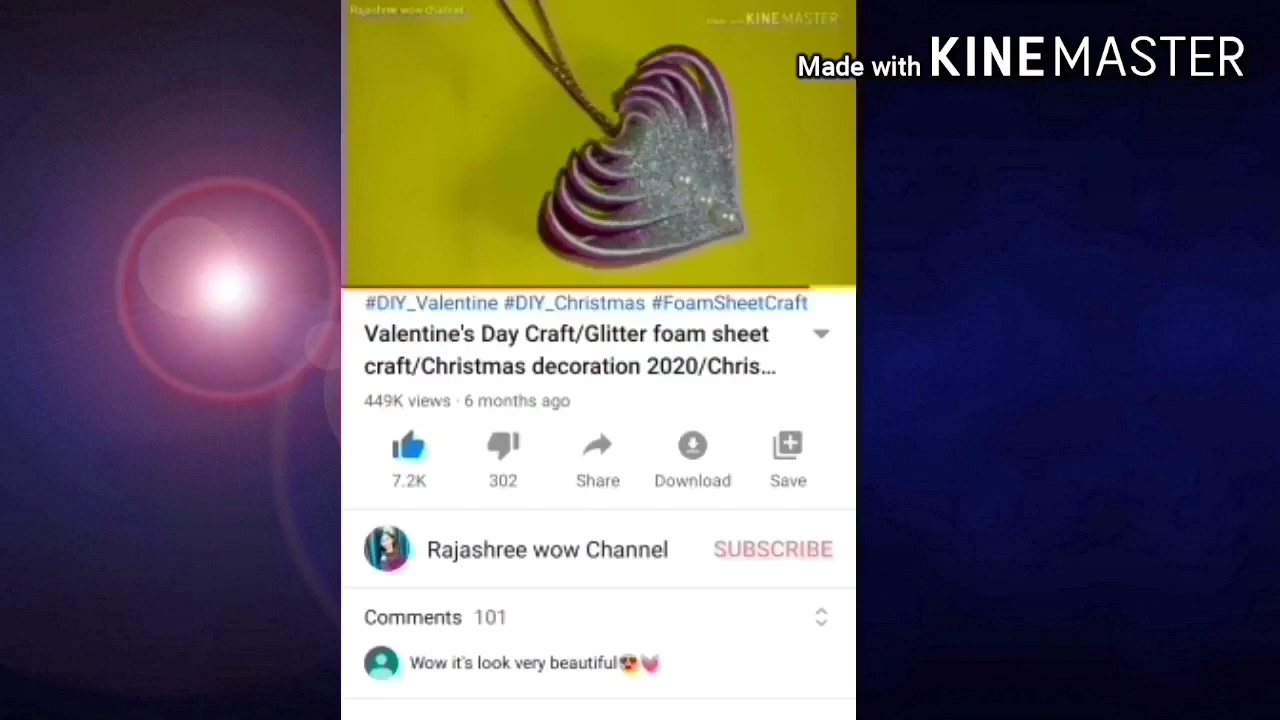 Rajashree wow channel
Made with KINEMASTER
Made with KINEMASTER
#DIY_Valentine #DIY_Christmas #FoamSheetCraft
Valentine's Day Craft/Glitter foam sheet
craft/Christmas decoration 2020/Chris...
449K views · 6 months ago
7.2K 302 Share Download Save
Rajashree wow Channel SUBSCRIBE
Comments 101
Wow it's look very beautiful😍💓